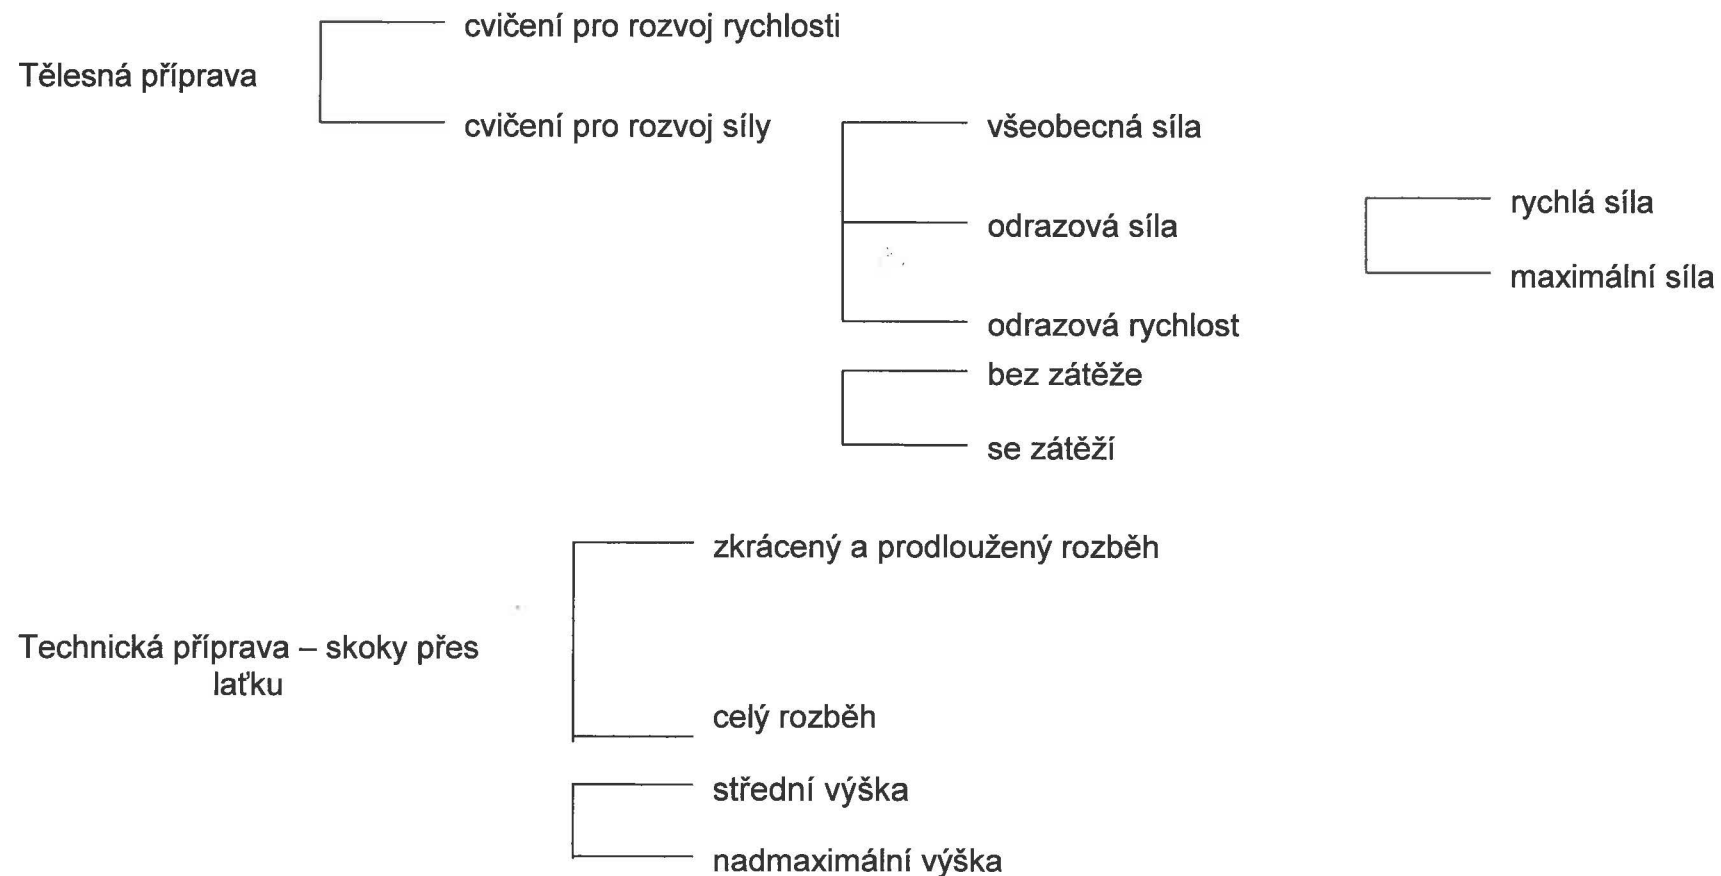 cvičení pro rozvoj rychlosti
Tělesná příprava
cvičení pro rozvoj síly
všeobecná síla
rychlá síla
odrazová síla
maximální síla
odrazová rychlost
bez zátěže
se zátěží
zkrácený a prodloužený rozběh
Technická příprava – skoky přes
laťku
celý rozběh
střední výška
nadmaximální výška